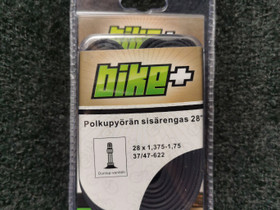 bike+
Polkupyörän sisärengas 28"
28 x 1,375-1,75
37/47-622